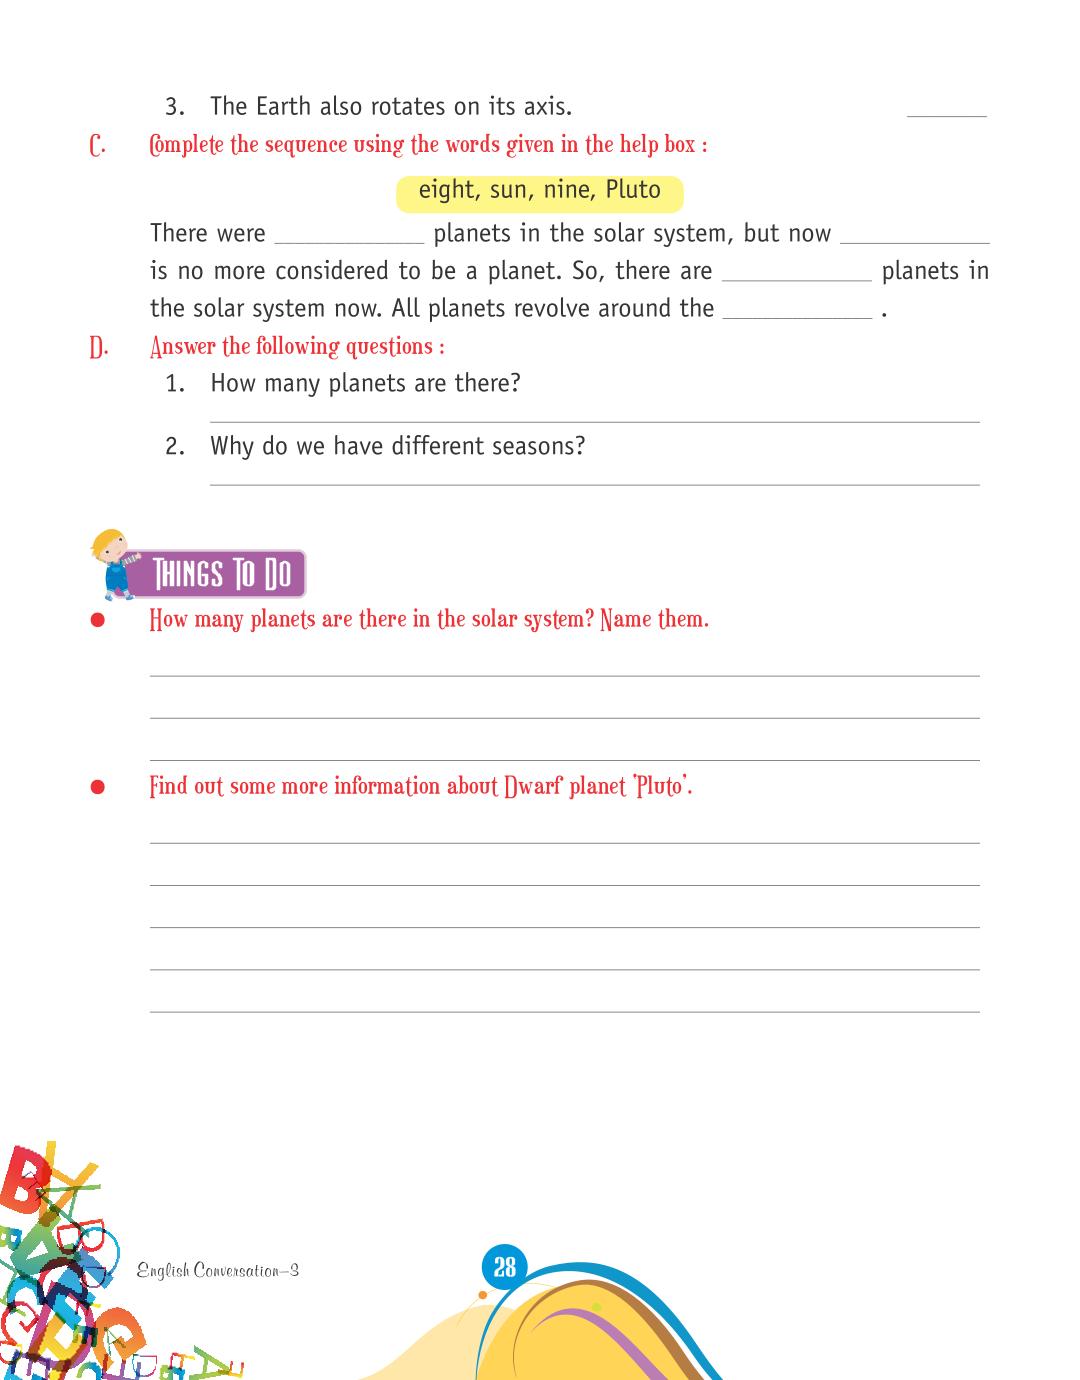 3. The Earth also rotates on its axis. ________
C. Complete the sequence using the words given in the help box :
eight, sun, nine, Pluto
There were _______________ planets in the solar system, but now _______________
is no more considered to be a planet. So, there are _______________ planets in
the solar system now. All planets revolve around the _______________ .
D. Answer the following questions :
1. How many planets are there?
2. Why do we have different seasons?
THINGS TO DO
● How many planets are there in the solar system? Name them.
● Find out some more information about Dwarf planet 'Pluto'.
English Conversation–3
28